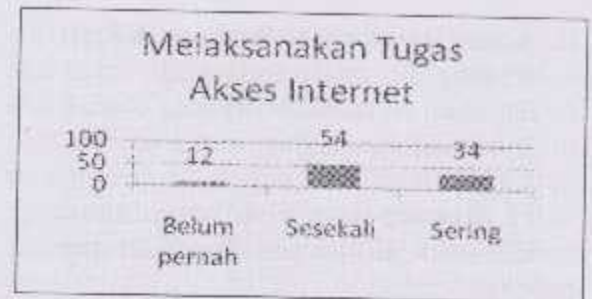 Melaksanakan Tugas
Akses Internet
100
50
0
12
54
34
Belum
pernah
Sesekali
Sering